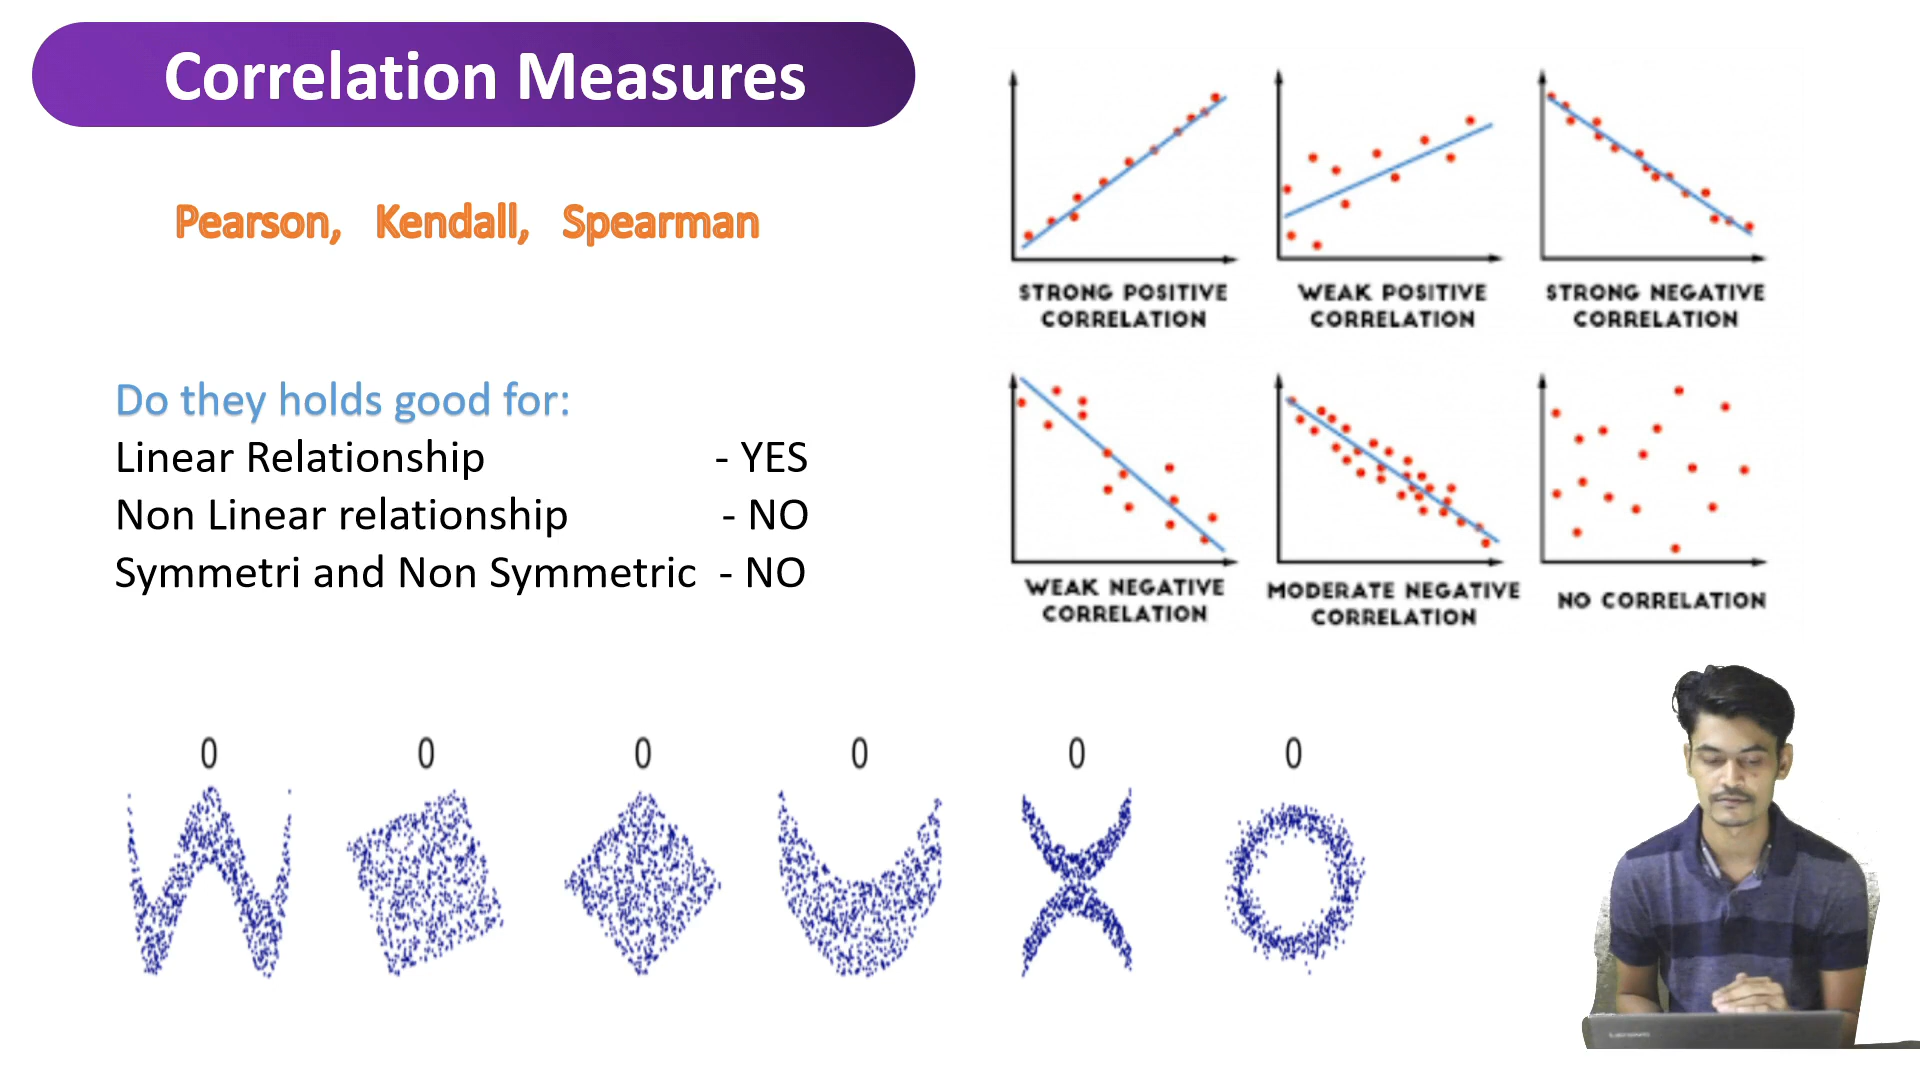 Correlation Measures
Pearson, Kendall, Spearman
Do they holds good for:
Linear Relationship - YES
Non Linear relationship - NO
Symmetri and Non Symmetric - NO
STRONG POSITIVE
CORRELATION
WEAK POSITIVE
CORRELATION
STRONG NEGATIVE
CORRELATION
WEAK NEGATIVE
CORRELATION
MODERATE NEGATIVE
CORRELATION
NO CORRELATION
0 0 0 0 0 0
Lenovo